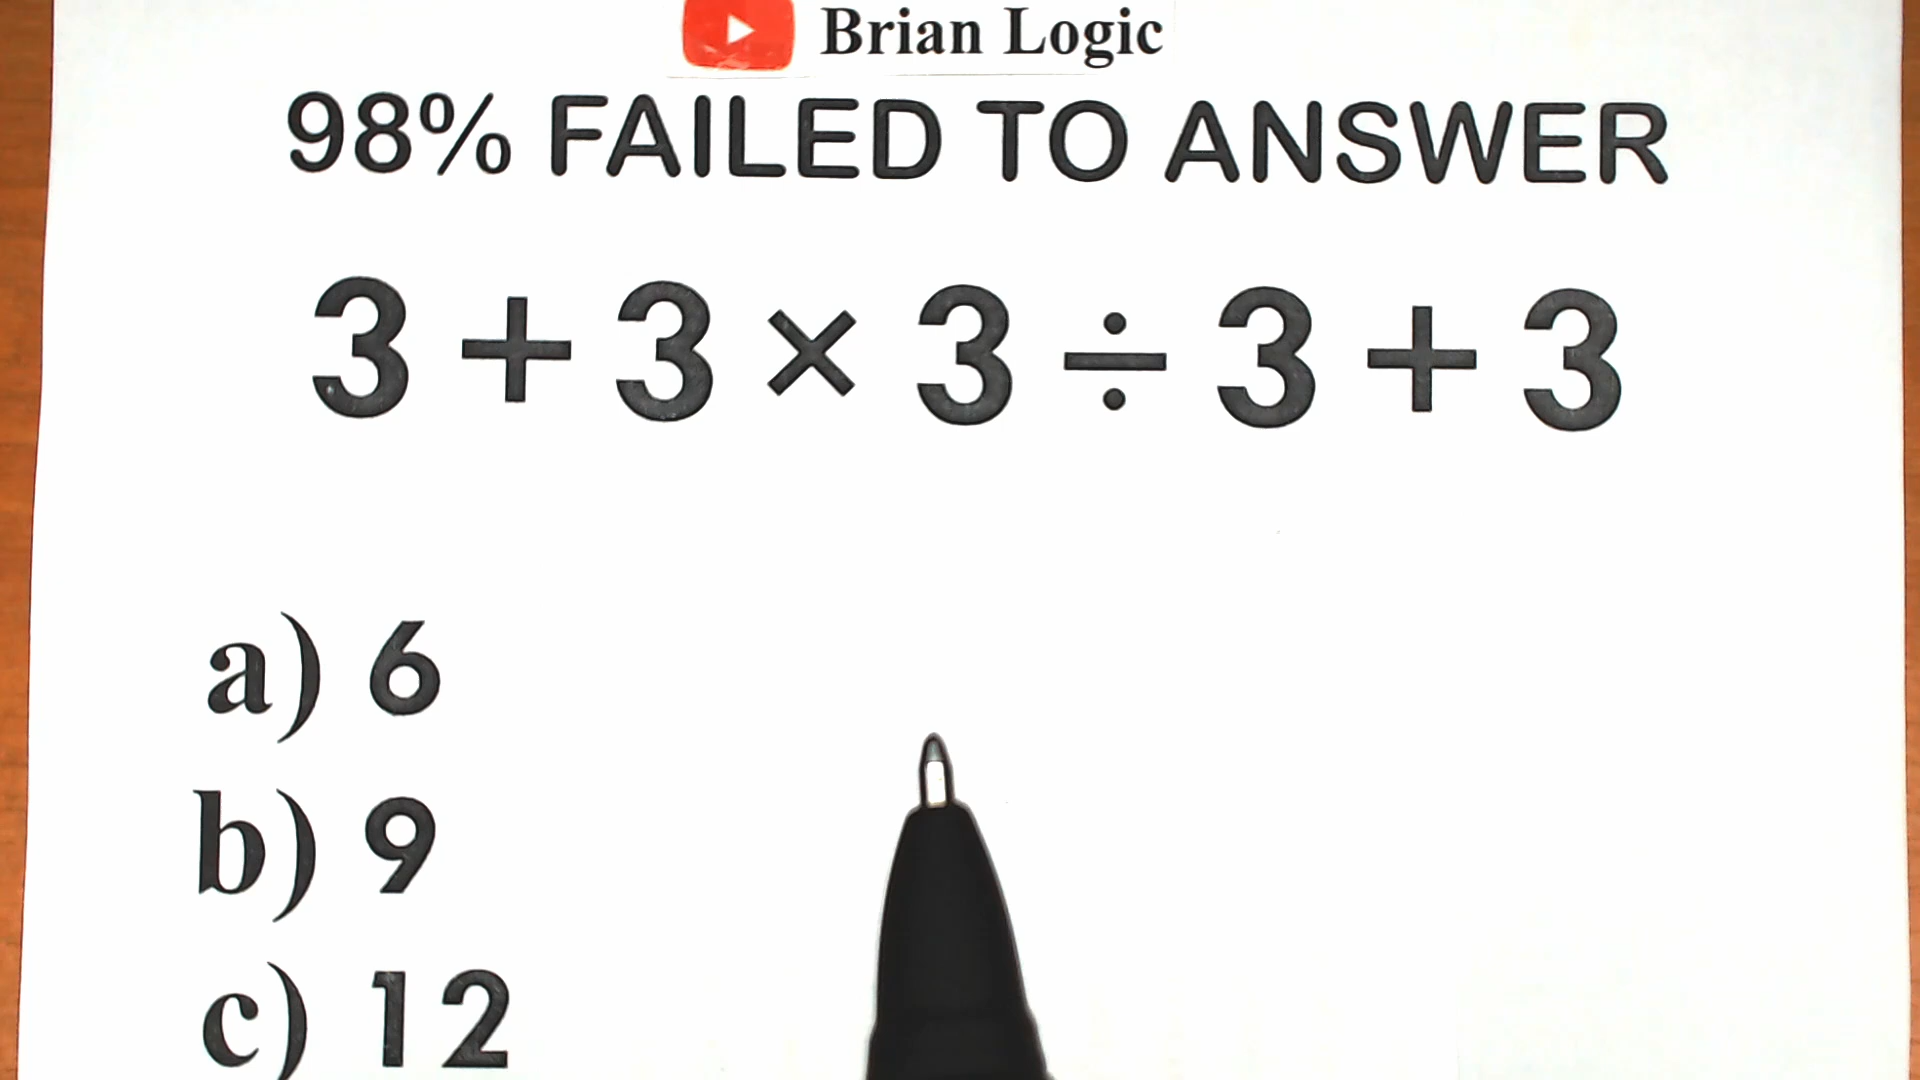 Brian Logic
98% FAILED TO ANSWER
3 + 3 × 3 ÷ 3 + 3
a) 6
b) 9
c) 12